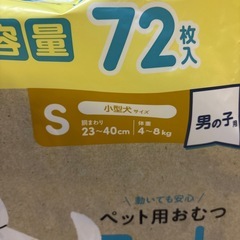 容量
72枚入
S
小型犬サイズ
胴まわり 体重
23~40cm 4~8kg
男の子用
動いても安心
ペット用おむつ